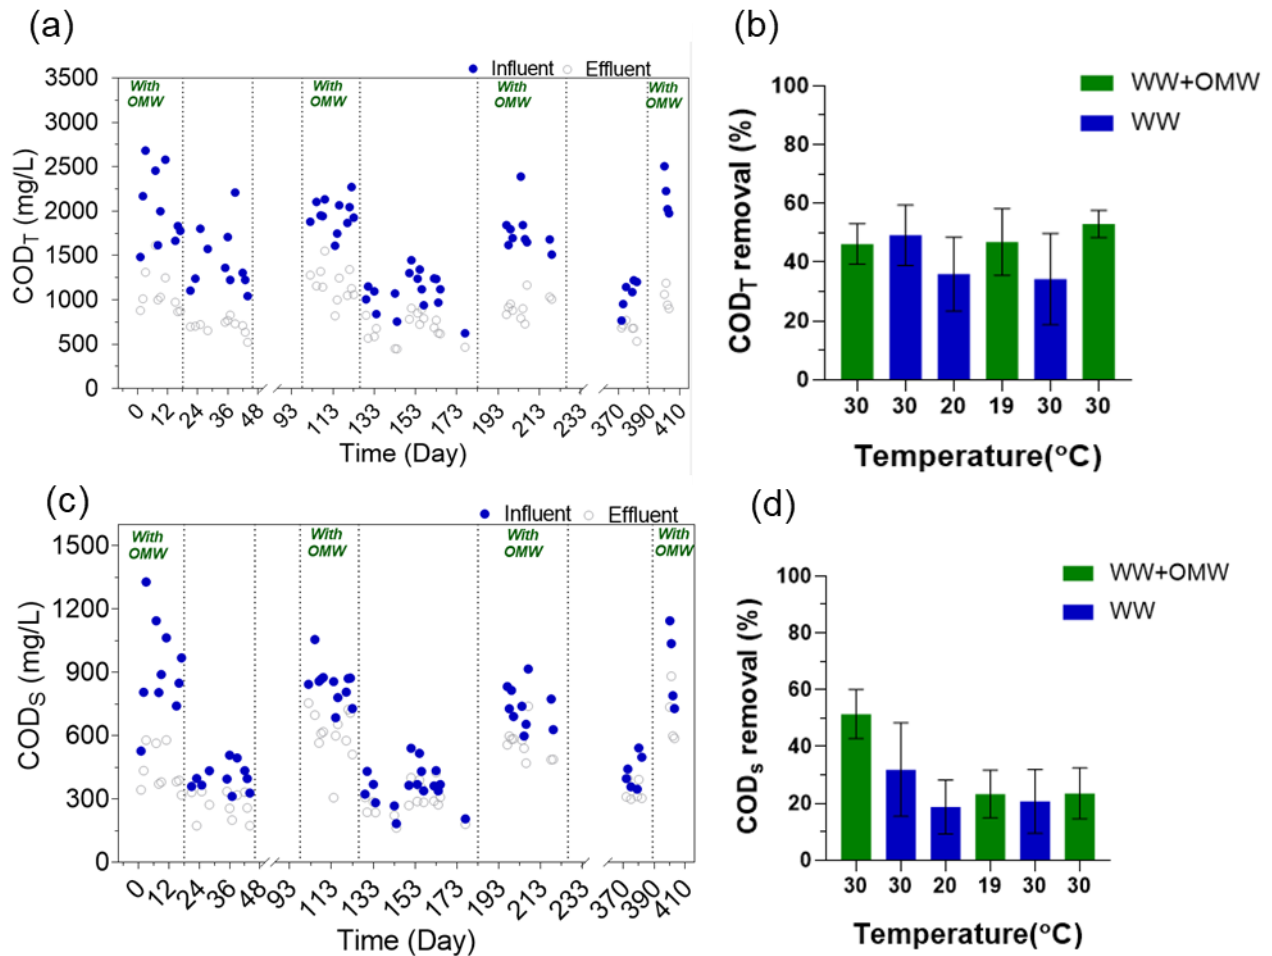 (a)
Influent
Effluent
With
OMW
With
OMW
With
OMW
With
OMW
3500
3000
2500
2000
1500
1000
500
0
COD_T (mg/L)
0
12
24
36
48
93
113
133
153
173
193
213
233
370
390
410
Time (Day)
(b)
WW+OMW
WW
100
80
60
40
20
0
COD_T removal (%)
30
30
20
19
30
30
Temperature(°C)
(c)
Influent
Effluent
With
OMW
With
OMW
With
OMW
With
OMW
1500
1200
900
600
300
0
COD_S (mg/L)
0
12
24
36
48
93
113
133
153
173
193
213
233
370
390
410
Time (Day)
(d)
WW+OMW
WW
100
80
60
40
20
0
COD_s removal (%)
30
30
20
19
30
30
Temperature(°C)